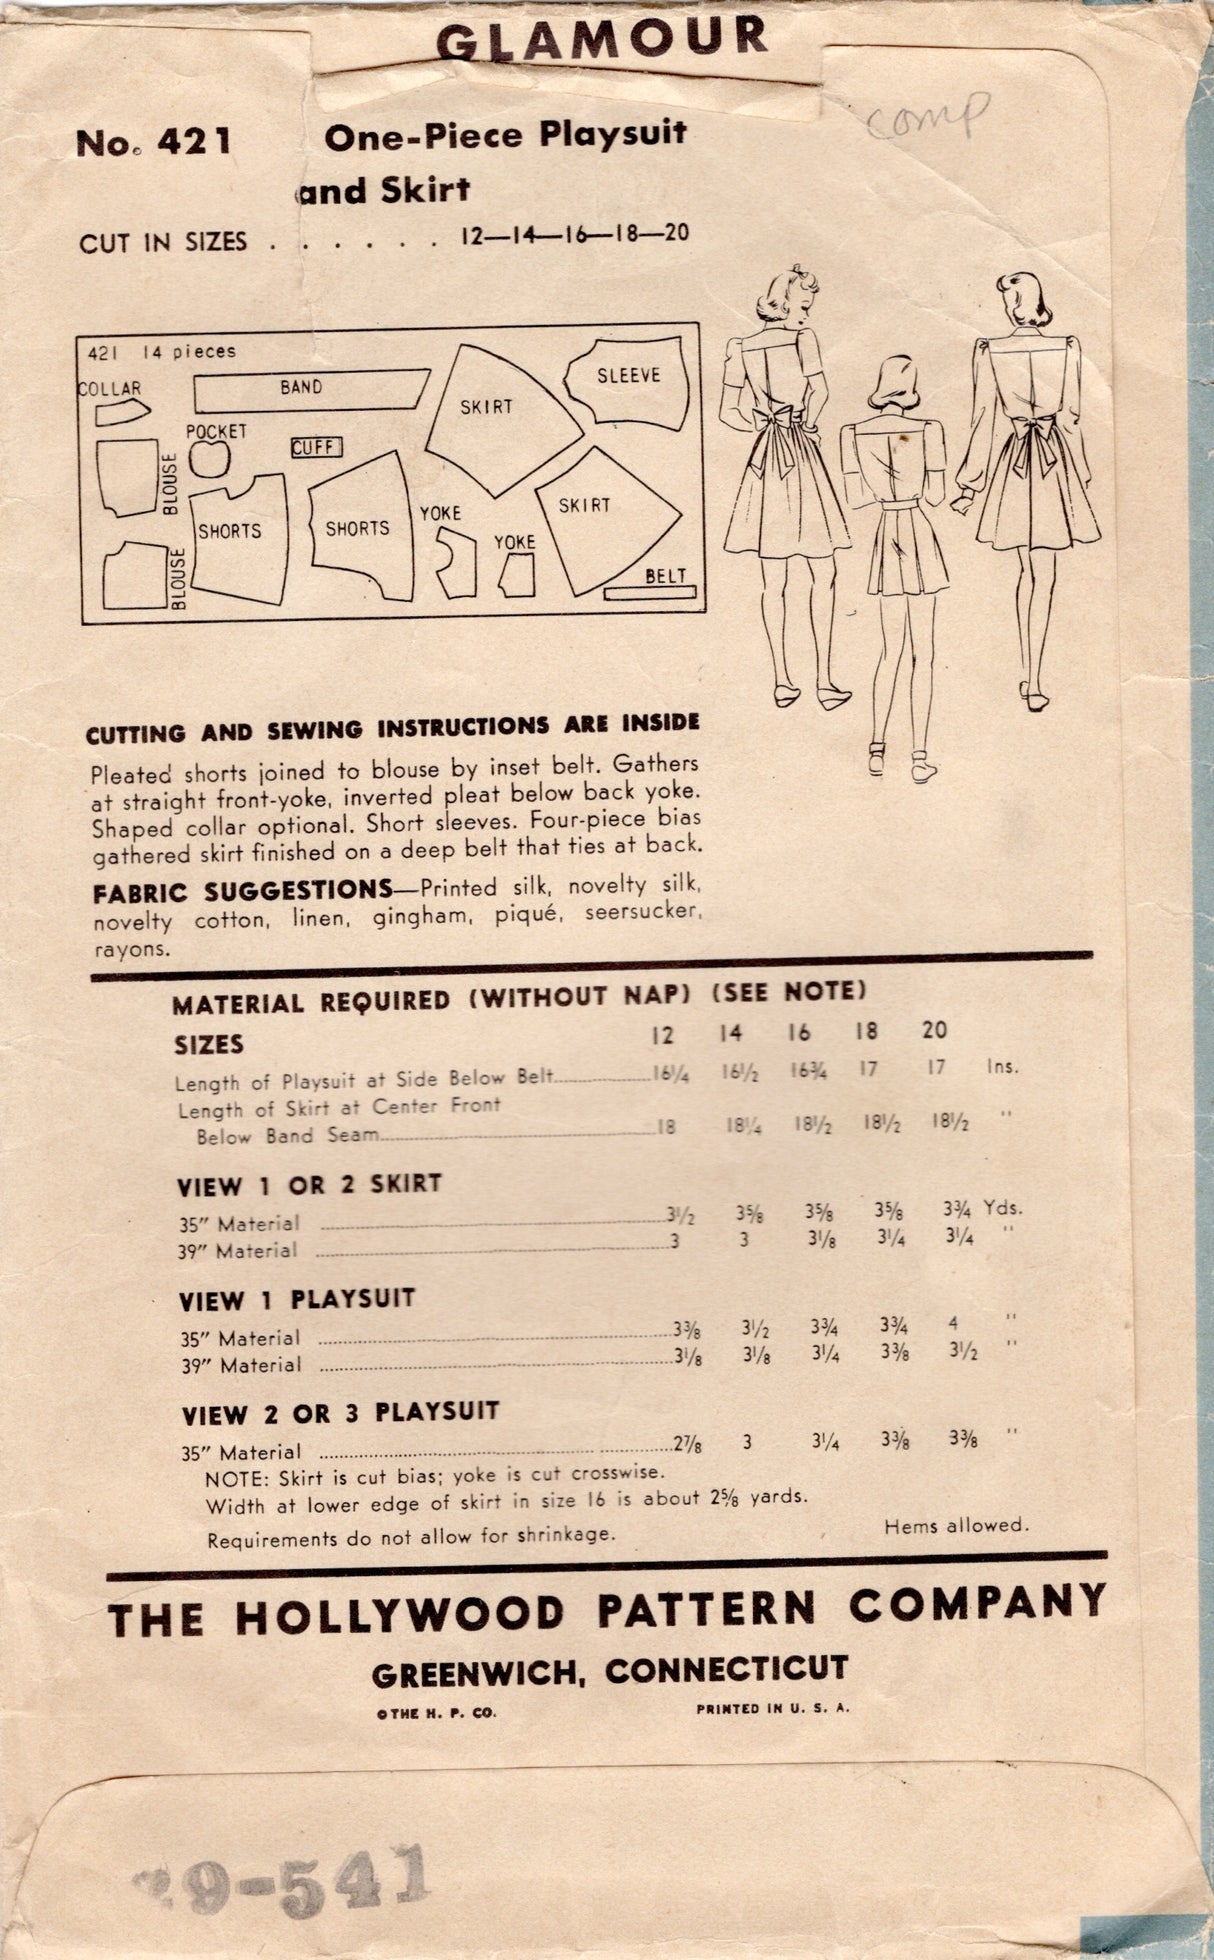 GLAMOUR
comp
No. 421 One-Piece Playsuit
and Skirt
CUT IN SIZES . . . . . . 12—14—16—18—20
421 14 pieces
COLLAR
BAND
SKIRT
SLEEVE
POCKET
CUFF
BLOUSE
SHORTS
SHORTS
YOKE
YOKE
SKIRT
BLOUSE
BELT
CUTTING AND SEWING INSTRUCTIONS ARE INSIDE
Pleated shorts joined to blouse by inset belt. Gathers
at straight front-yoke, inverted pleat below back yoke.
Shaped collar optional. Short sleeves. Four-piece bias
gathered skirt finished on a deep belt that ties at back.
FABRIC SUGGESTIONS—Printed silk, novelty silk,
novelty cotton, linen, gingham, piqué, seersucker,
rayons.
MATERIAL REQUIRED (WITHOUT NAP) (SEE NOTE)
SIZES 12 14 16 18 20
Length of Playsuit at Side Below Belt 16¼ 16½ 16¾ 17 17 Ins.
Length of Skirt at Center Front
Below Band Seam 18 18¼ 18½ 18½ 18½ "
VIEW 1 OR 2 SKIRT
35" Material 3½ 3⅝ 3⅝ 3⅝ 3¾ Yds.
39" Material 3 3 3⅛ 3¼ 3¼ "
VIEW 1 PLAYSUIT
35" Material 3⅜ 3½ 3¾ 3¾ 4 "
39" Material 3⅛ 3⅛ 3¼ 3⅜ 3½ "
VIEW 2 OR 3 PLAYSUIT
35" Material 2⅞ 3 3¼ 3⅜ 3⅜ "
NOTE: Skirt is cut bias; yoke is cut crosswise.
Width at lower edge of skirt in size 16 is about 2⅝ yards.
Requirements do not allow for shrinkage. Hems allowed.
THE HOLLYWOOD PATTERN COMPANY
GREENWICH, CONNECTICUT
© THE H. P. CO. PRINTED IN U. S. A.
29-541